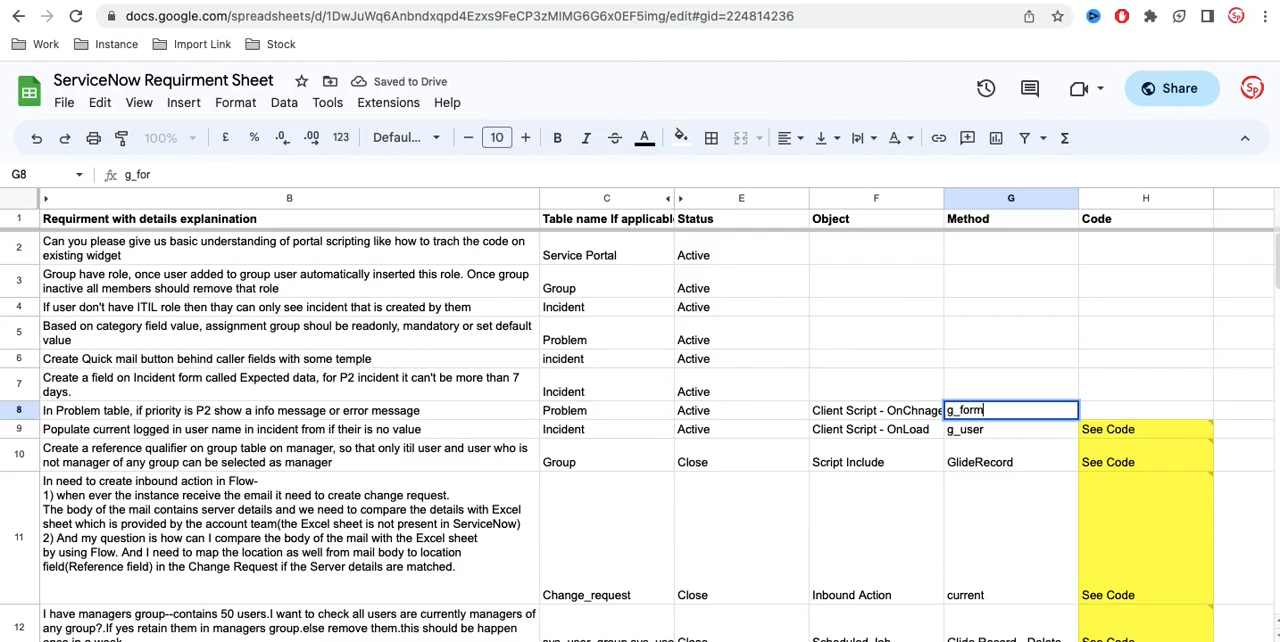 docs.google.com/spreadsheets/d/1DwJuWq6Anbndxqpd4Ezxs9FeCP3zMIMG6G6x0EF5img/edit#gid=224814236
Work Instance Import Link Stock
ServiceNow Requirment Sheet Saved to Drive
File Edit View Insert Format Data Tools Extensions Help
Share
Sp
100% £ % .0 .00 123 Defaul... 10 B I A
G8 fx g_for
B C E F G H
1 Requirment with details explanination Table name If applicabl Status Object Method Code
2 Can you please give us basic understanding of portal scripting like how to trach the code on
existing widget Service Portal Active
3 Group have role, once user added to group user automatically inserted this role. Once group
inactive all members should remove that role Group Active
4 If user don't have ITIL role then thay can only see incident that is created by them Incident Active
5 Based on category field value, assignment group shoul be readonly, mandatory or set default
value Problem Active
6 Create Quick mail button behind caller fields with some temple incident Active
7 Create a field on Incident form called Expected data, for P2 incident it can't be more than 7
days. Incident Active
8 In Problem table, if priority is P2 show a info message or error message Problem Active Client Script - OnChnage g_form
9 Populate current logged in user name in incident from if their is no value Incident Active Client Script - OnLoad g_user See Code
10 Create a reference qualifier on group table on manager, so that only itil user and user who is
not manager of any group can be selected as manager Group Close Script Include GlideRecord See Code
In need to create inbound action in Flow-
1) when ever the instance receive the email it need to create change request.
The body of the mail contains server details and we need to compare the details with Excel
sheet which is provided by the account team(the Excel sheet is not present in ServiceNow)
11 2) And my question is how can I compare the body of the mail with the Excel sheet
by using Flow. And I need to map the location as well from mail body to location
field(Reference field) in the Change Request if the Server details are matched.
Change_request Close Inbound Action current See Code
I have managers group--contains 50 users.I want to check all users are currently managers of
12 any group?.If yes retain them in managers group.else remove them.this should be happen